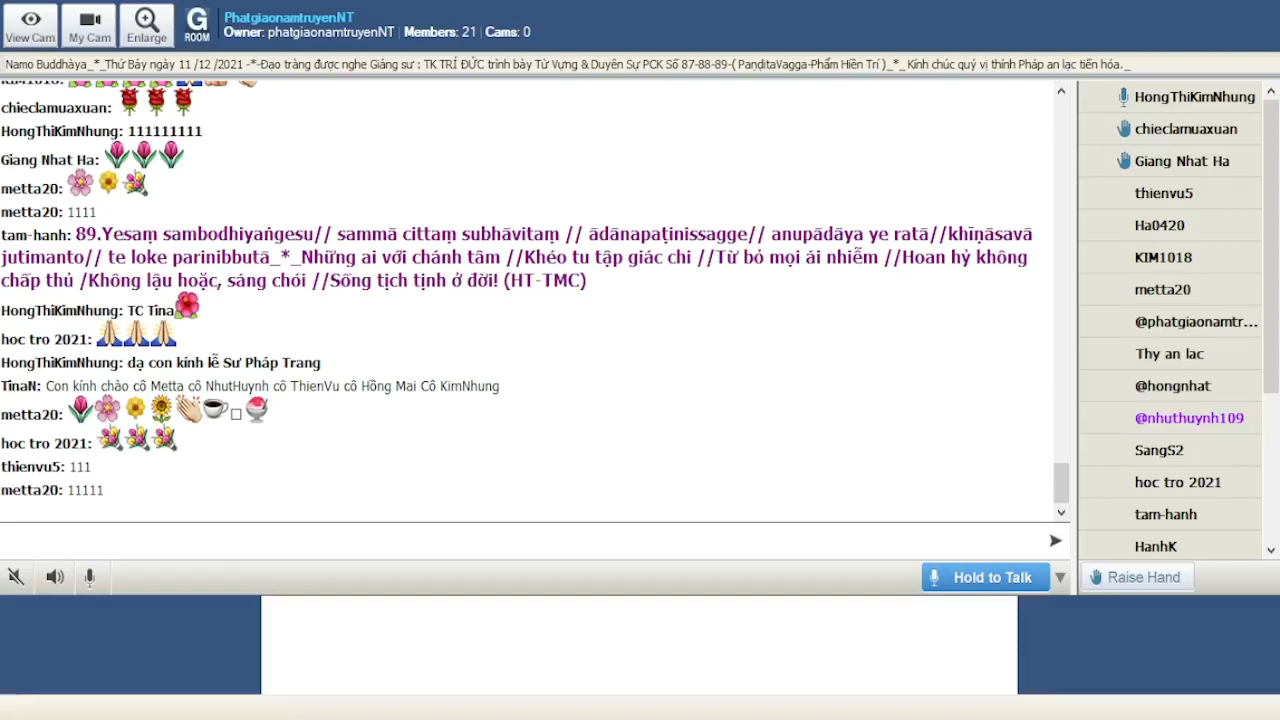 View Cam
My Cam
Enlarge
G
ROOM
PhatgiaonamtruyenNT
Owner: phatgiaonamtruyenNT | Members: 21 | Cams: 0
Namo Buddhàya_*_Thứ Bảy ngày 11 /12 /2021 -*-Đạo tràng được nghe Giảng sư : TK TRÍ ĐỨC trình bày Từ Vựng & Duyên Sự PCK Số 87-88-89-( PanditaVagga-Phẩm Hiền Trí )_*_ Kính chúc quý vị thính Pháp an lạc tiến hóa._
KIM1018:
chieclamuaxuan:
HongThiKimNhung: 111111111
Giang Nhat Ha:
metta20:
metta20: 1111
tam-hanh: 89.Yesaṃ sambodhiyaṅgesu// sammā cittaṃ subhāvitaṃ // ādānapaṭinissagge// anupādāya ye ratā//khīṇāsavā
jutimanto// te loke parinibbutā_*_Những ai với chánh tâm //Khéo tu tập giác chi //Từ bỏ mọi ái nhiễm //Hoan hỷ không
chấp thủ /Không lậu hoặc, sáng chói //Sống tịch tịnh ở đời! (HT-TMC)
HongThiKimNhung: TC Tina
hoc tro 2021:
HongThiKimNhung: dạ con kính lễ Sư Pháp Trang
TinaN: Con kính chào cô Metta cô NhutHuynh cô ThienVu cô Hồng Mai Cô KimNhung
metta20:
hoc tro 2021:
thienvu5: 111
metta20: 11111
HongThiKimNhung
chieclamuaxuan
Giang Nhat Ha
thienvu5
Ha0420
KIM1018
metta20
@phatgiaonamtr...
Thy an lac
@hongnhat
@nhuthuynh109
SangS2
hoc tro 2021
tam-hanh
HanhK
Hold to Talk
Raise Hand